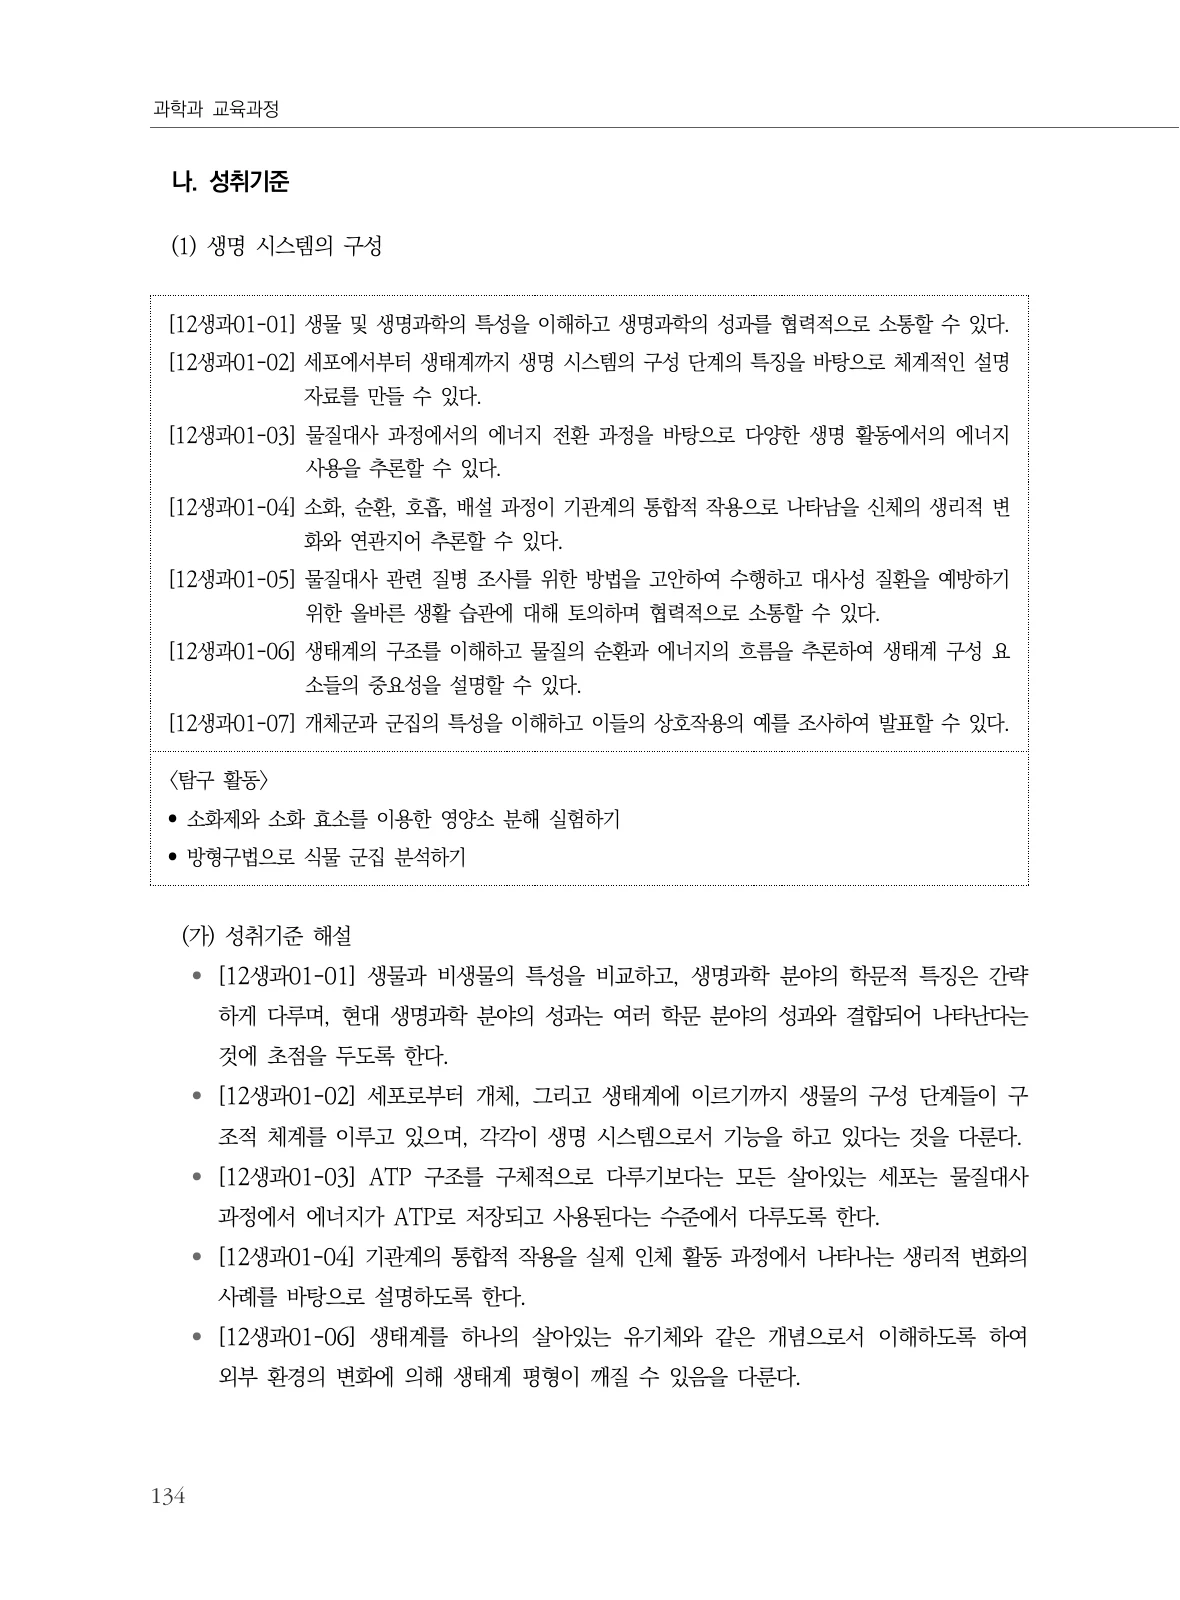 과학과 교육과정
나. 성취기준
(1) 생명 시스템의 구성
[12생과01-01] 생물 및 생명과학의 특성을 이해하고 생명과학의 성과를 협력적으로 소통할 수 있다.
[12생과01-02] 세포에서부터 생태계까지 생명 시스템의 구성 단계의 특징을 바탕으로 체계적인 설명
자료를 만들 수 있다.
[12생과01-03] 물질대사 과정에서의 에너지 전환 과정을 바탕으로 다양한 생명 활동에서의 에너지
사용을 추론할 수 있다.
[12생과01-04] 소화, 순환, 호흡, 배설 과정이 기관계의 통합적 작용으로 나타남을 신체의 생리적 변
화와 연관지어 추론할 수 있다.
[12생과01-05] 물질대사 관련 질병 조사를 위한 방법을 고안하여 수행하고 대사성 질환을 예방하기
위한 올바른 생활 습관에 대해 토의하며 협력적으로 소통할 수 있다.
[12생과01-06] 생태계의 구조를 이해하고 물질의 순환과 에너지의 흐름을 추론하여 생태계 구성 요
소들의 중요성을 설명할 수 있다.
[12생과01-07] 개체군과 군집의 특성을 이해하고 이들의 상호작용의 예를 조사하여 발표할 수 있다.
〈탐구 활동〉
• 소화제와 소화 효소를 이용한 영양소 분해 실험하기
• 방형구법으로 식물 군집 분석하기
(가) 성취기준 해설
• [12생과01-01] 생물과 비생물의 특성을 비교하고, 생명과학 분야의 학문적 특징은 간략
하게 다루며, 현대 생명과학 분야의 성과는 여러 학문 분야의 성과와 결합되어 나타난다는
것에 초점을 두도록 한다.
• [12생과01-02] 세포로부터 개체, 그리고 생태계에 이르기까지 생물의 구성 단계들이 구
조적 체계를 이루고 있으며, 각각이 생명 시스템으로서 기능을 하고 있다는 것을 다룬다.
• [12생과01-03] ATP 구조를 구체적으로 다루기보다는 모든 살아있는 세포는 물질대사
과정에서 에너지가 ATP로 저장되고 사용된다는 수준에서 다루도록 한다.
• [12생과01-04] 기관계의 통합적 작용을 실제 인체 활동 과정에서 나타나는 생리적 변화의
사례를 바탕으로 설명하도록 한다.
• [12생과01-06] 생태계를 하나의 살아있는 유기체와 같은 개념으로서 이해하도록 하여
외부 환경의 변화에 의해 생태계 평형이 깨질 수 있음을 다룬다.
134